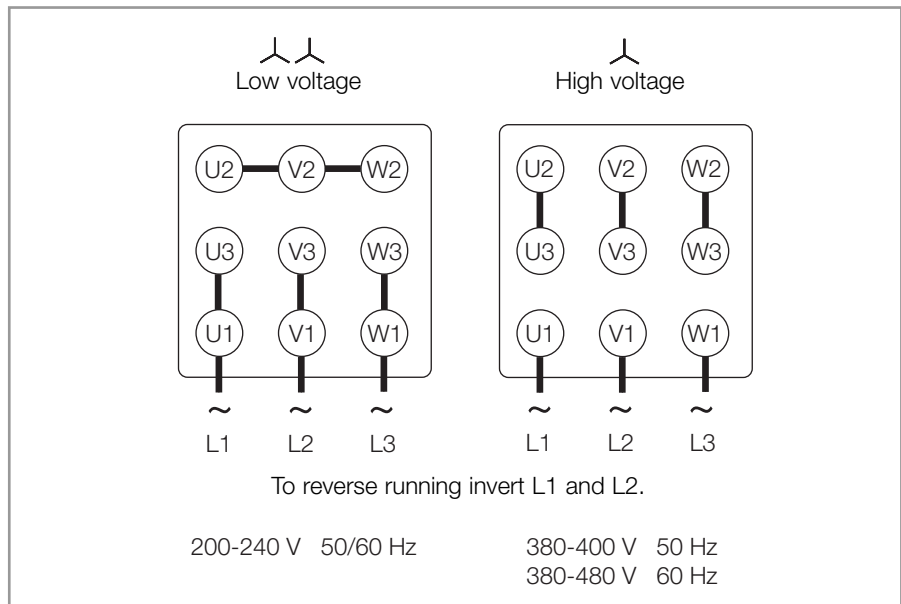 Low voltage High voltage
U2 V2 W2 U2 V2 W2
U3 V3 W3 U3 V3 W3
U1 V1 W1 U1 V1 W1
~ ~ ~ ~ ~ ~
L1 L2 L3 L1 L2 L3
To reverse running invert L1 and L2.
200-240 V 50/60 Hz 380-400 V 50 Hz
380-480 V 60 Hz